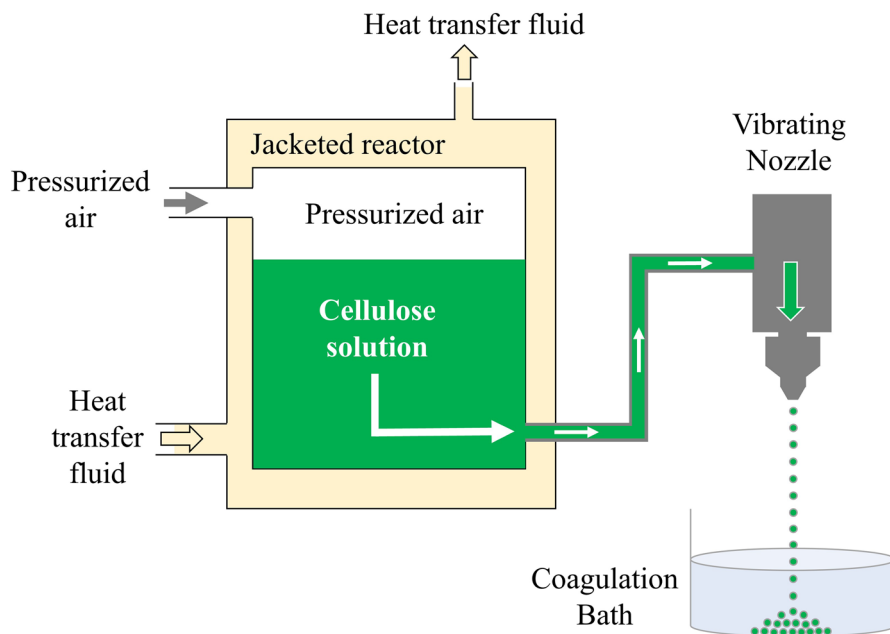 Heat transfer fluid
Jacketed reactor
Vibrating
Nozzle
Pressurized
air
Pressurized air
Cellulose
solution
Heat
transfer
fluid
Coagulation
Bath